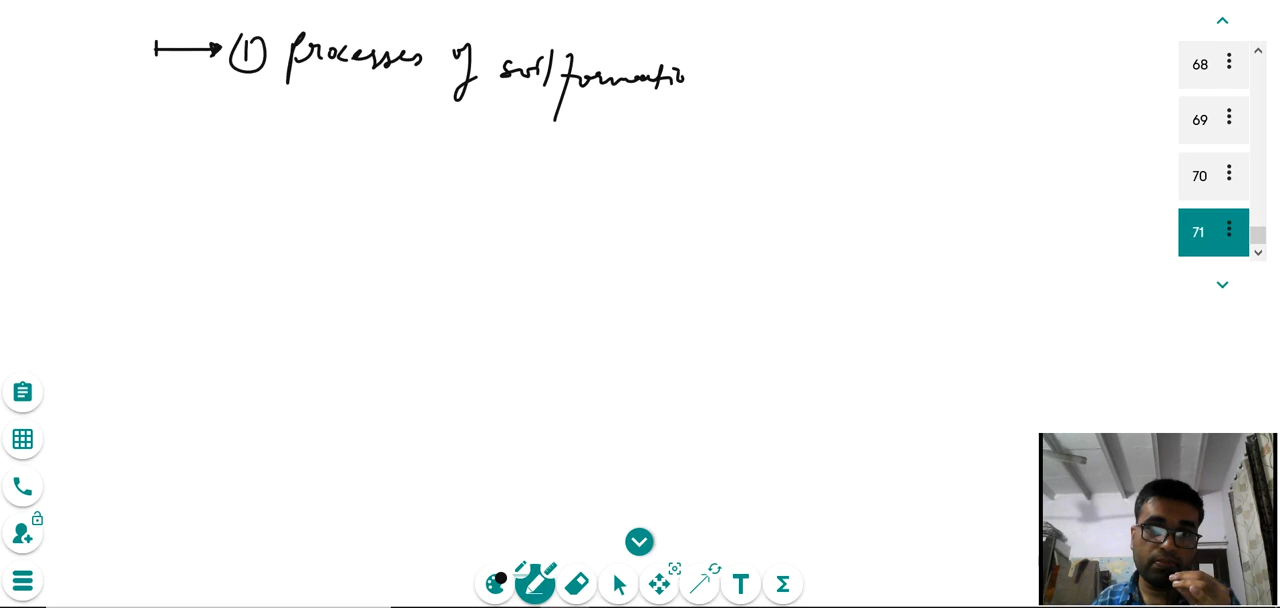 ① processes of soil formatio
68
69
70
71
T
Σ